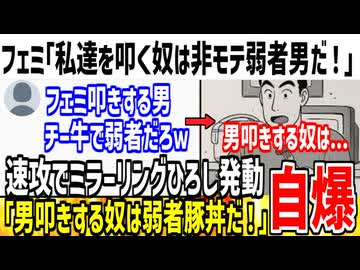 フェミ「私達を叩く奴は非モテ弱者男だ！」
フェミ叩きする男
チー牛で弱者だろw
男叩きする奴は…
速攻でミラーリングひろし発動
「男叩きする奴は弱者豚丼だ！」
自爆